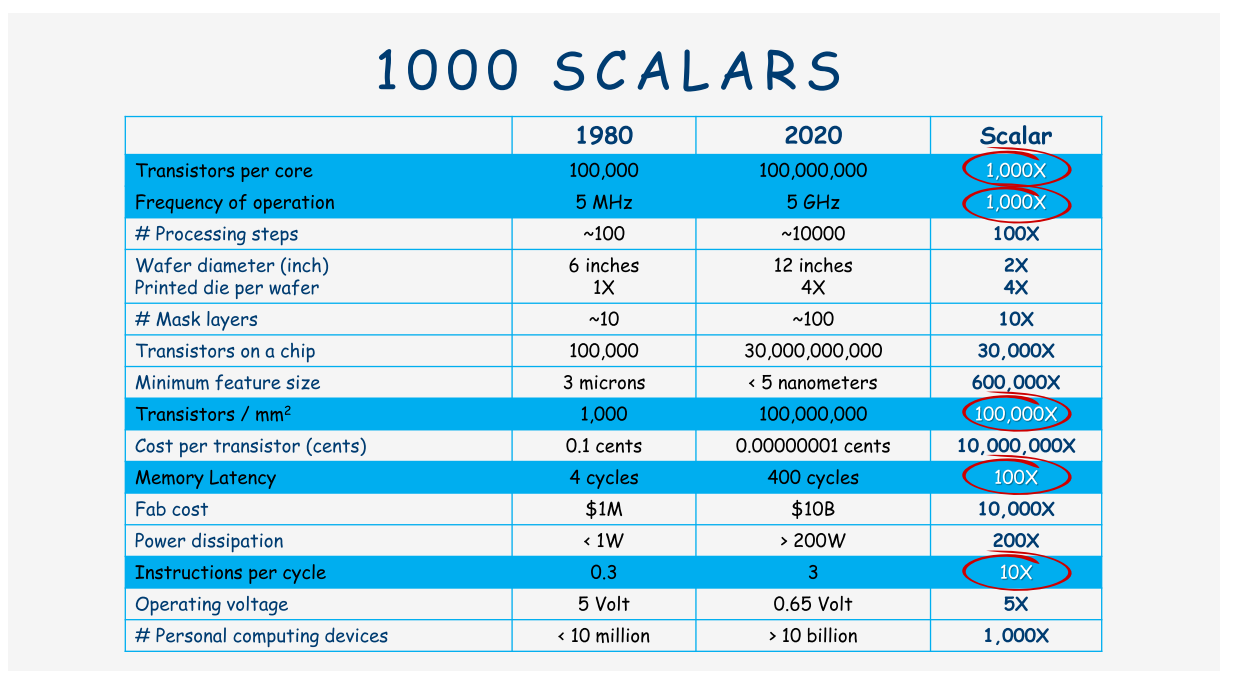 1000 SCALARS
1980 2020 Scalar
Transistors per core 100,000 100,000,000 1,000X
Frequency of operation 5 MHz 5 GHz 1,000X
# Processing steps ~100 ~10000 100X
Wafer diameter (inch) 6 inches 12 inches 2X
Printed die per wafer 1X 4X 4X
# Mask layers ~10 ~100 10X
Transistors on a chip 100,000 30,000,000,000 30,000X
Minimum feature size 3 microns < 5 nanometers 600,000X
Transistors / mm² 1,000 100,000,000 100,000X
Cost per transistor (cents) 0.1 cents 0.00000001 cents 10,000,000X
Memory Latency 4 cycles 400 cycles 100X
Fab cost $1M $10B 10,000X
Power dissipation < 1W > 200W 200X
Instructions per cycle 0.3 3 10X
Operating voltage 5 Volt 0.65 Volt 5X
# Personal computing devices < 10 million > 10 billion 1,000X